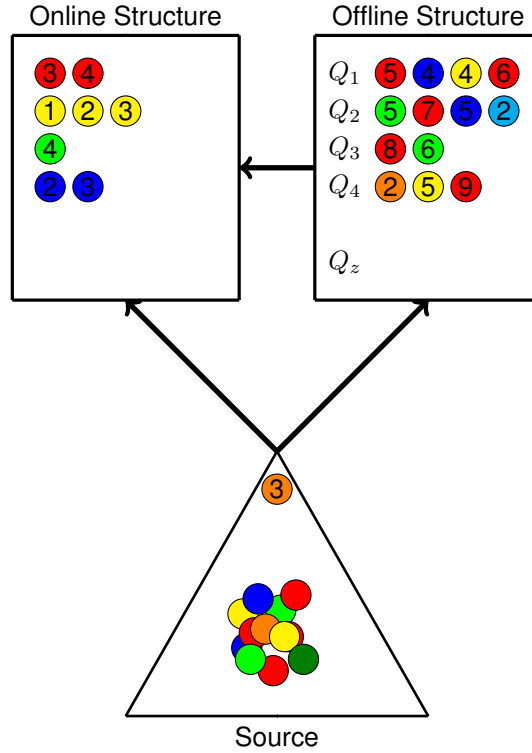 Online Structure
Offline Structure
3 4
1 2 3
4
2 3
Q₁ 5 4 4 6
Q₂ 5 7 5 2
Q₃ 8 6
Q₄ 2 5 9
Q_z
3
Source